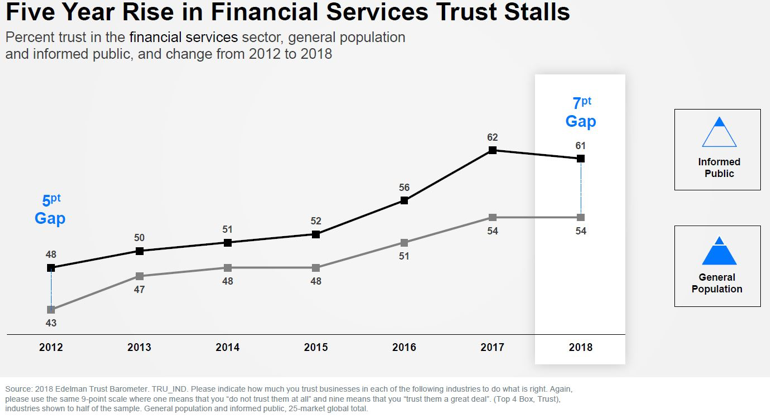 Five Year Rise in Financial Services Trust Stalls
Percent trust in the financial services sector, general population
and informed public, and change from 2012 to 2018
7pt
Gap
62
61
5pt
Gap
56
48
50
51
52
54
54
51
43
47
48
48
2012
2013
2014
2015
2016
2017
2018
Informed
Public
General
Population
Source: 2018 Edelman Trust Barometer. TRU_IND. Please indicate how much you trust businesses in each of the following industries to do what is right. Again,
please use the same 9-point scale where one means that you “do not trust them at all” and nine means that you “trust them a great deal”. (Top 4 Box, Trust),
industries shown to half of the sample. General population and informed public, 25-market global total.